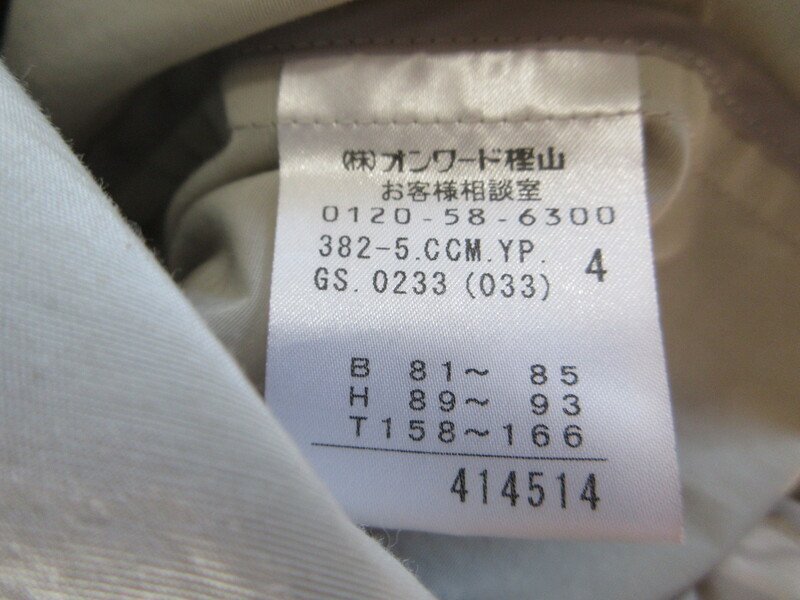 (株)オンワード樫山
お客様相談室
0120-58-6300
382-5.CCM.YP. 4
GS.0233 (033)
B 81～ 85
H 89～ 93
T158～166
414514